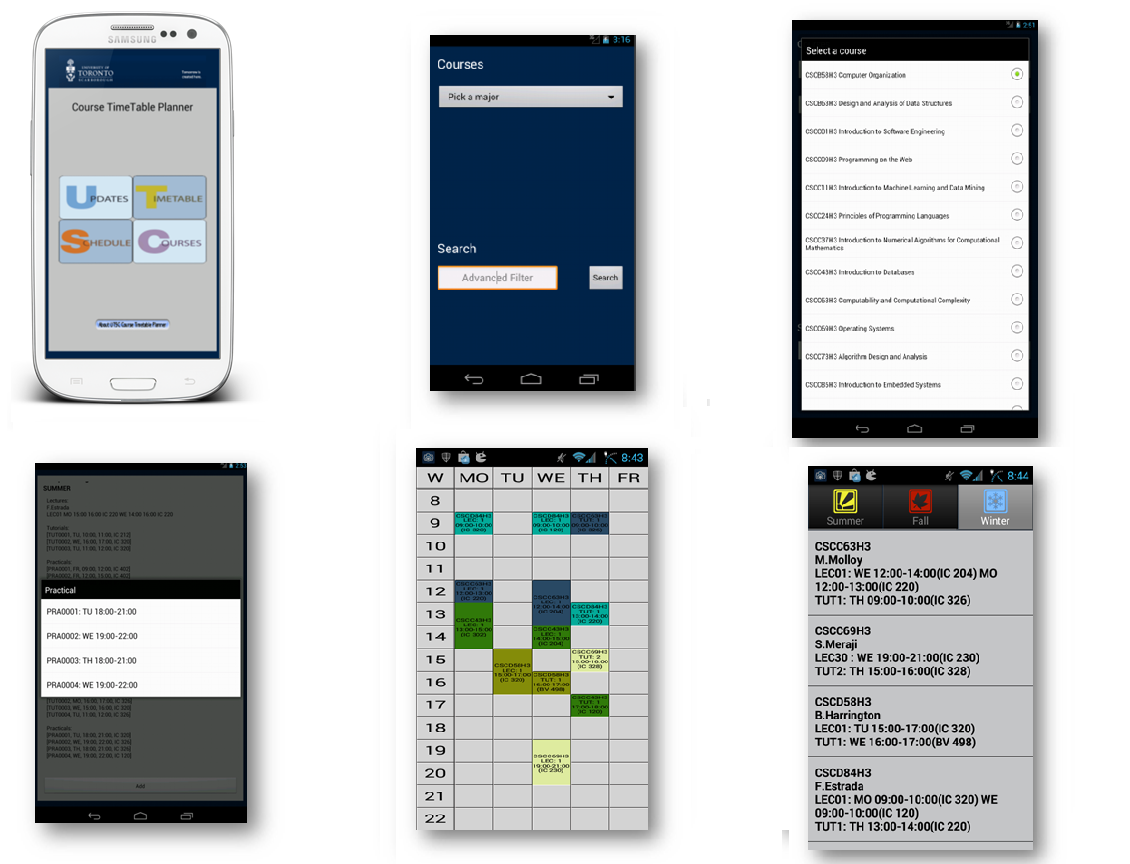 SAMSUNG
UNIVERSITY OF
TORONTO
SCARBOROUGH
Tomorrow is
created here.
Course TimeTable Planner
UPDATES
TIMETABLE
SCHEDULE
COURSES
About UTSC Course Timetable Planner
3:16
Courses
Pick a major
Search
Advanced Filter
Search
2:51
Select a course
CSCB58H3 Computer Organization
CSCB63H3 Design and Analysis of Data Structures
CSCC01H3 Introduction to Software Engineering
CSCC09H3 Programming on the Web
CSCC11H3 Introduction to Machine Learning and Data Mining
CSCC24H3 Principles of Programming Languages
CSCC37H3 Introduction to Numerical Algorithms for Computational
Mathematics
CSCC43H3 Introduction to Databases
CSCC63H3 Computability and Computational Complexity
CSCC69H3 Operating Systems
CSCC73H3 Algorithm Design and Analysis
CSCC85H3 Introduction to Embedded Systems
2:53
SUMMER
Lectures:
F.Estrada
LEC01 MO 15:00 16:00 IC 220 WE 14:00 16:00 IC 220
Tutorials:
[TUT0001, TU, 10:00, 11:00, IC 212]
[TUT0002, WE, 16:00, 17:00, IC 320]
[TUT0003, TU, 11:00, 12:00, IC 320]
Practicals:
[PRA0001, FR, 09:00, 12:00, IC 402]
Practical
PRA0001: TU 18:00-21:00
PRA0002: WE 19:00-22:00
PRA0003: TH 18:00-21:00
PRA0004: WE 19:00-22:00
[TUT0002, MO, 16:00, 17:00, IC 326]
[TUT0004, TU, 11:00, 12:00, IC 326]
Practicals:
[PRA0001, TU, 18:00, 21:00, IC 320]
[PRA0002, WE, 19:00, 22:00, IC 326]
[PRA0003, TH, 18:00, 21:00, IC 326]
[PRA0004, WE, 19:00, 22:00, IC 120]
Add
8:43
W MO TU WE TH FR
8
9
CSCD84H3 LEC: 1 09:00-10:00 (IC 320)
CSCD84H3 LEC: 1 09:00-10:00 (IC 120)
CSCC63H3 TUT: 1 09:00-10:00 (IC 326)
10
11
12
CSCC63H3 LEC: 1 12:00-13:00 (IC 220)
CSCC63H3 LEC: 1 12:00-14:00 (IC 204)
13
CSCC43H3 LEC: 1 13:00-15:00 (IC 302)
CSCD84H3 TUT: 1 13:00-14:00 (IC 220)
14
CSCC43H3 LEC: 1 14:00-15:00 (IC 204)
15
CSCD58H3 LEC: 1 15:00-17:00 (IC 320)
CSCC69H3 TUT: 2 15:00-16:00 (IC 328)
16
CSCD58H3 TUT: 1 16:00-17:00 (BV 498)
17
CSCC43H3 TUT: 1 17:00-18:00 (IC 120)
18
19
CSCC69H3 LEC: 1 19:00-21:00 (IC 230)
20
21
22
8:44
Summer
Fall
Winter
CSCC63H3
M.Molloy
LEC01: WE 12:00-14:00(IC 204) MO
12:00-13:00(IC 220)
TUT1: TH 09:00-10:00(IC 326)
CSCC69H3
S.Meraji
LEC30 : WE 19:00-21:00(IC 230)
TUT2: TH 15:00-16:00(IC 328)
CSCD58H3
B.Harrington
LEC01: TU 15:00-17:00(IC 320)
TUT1: WE 16:00-17:00(BV 498)
CSCD84H3
F.Estrada
LEC01: MO 09:00-10:00(IC 320) WE
09:00-10:00(IC 120)
TUT1: TH 13:00-14:00(IC 220)